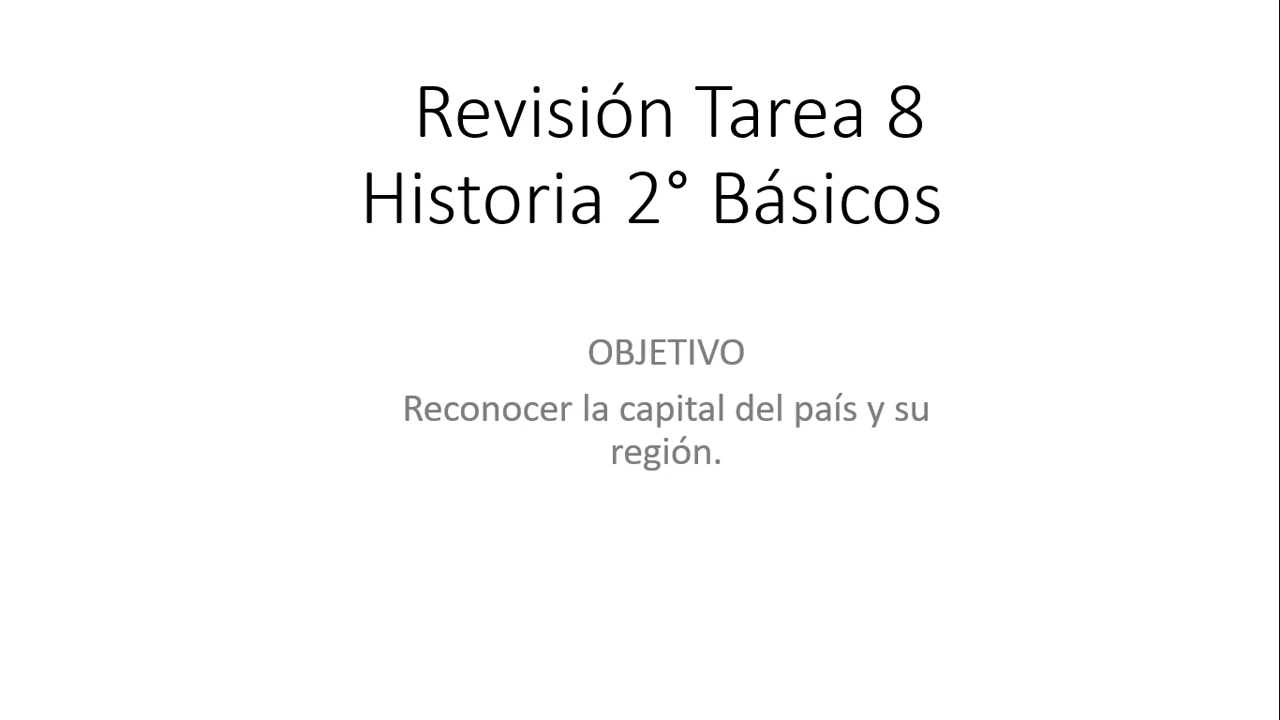 Revisión Tarea 8
Historia 2° Básicos
OBJETIVO
Reconocer la capital del país y su
región.